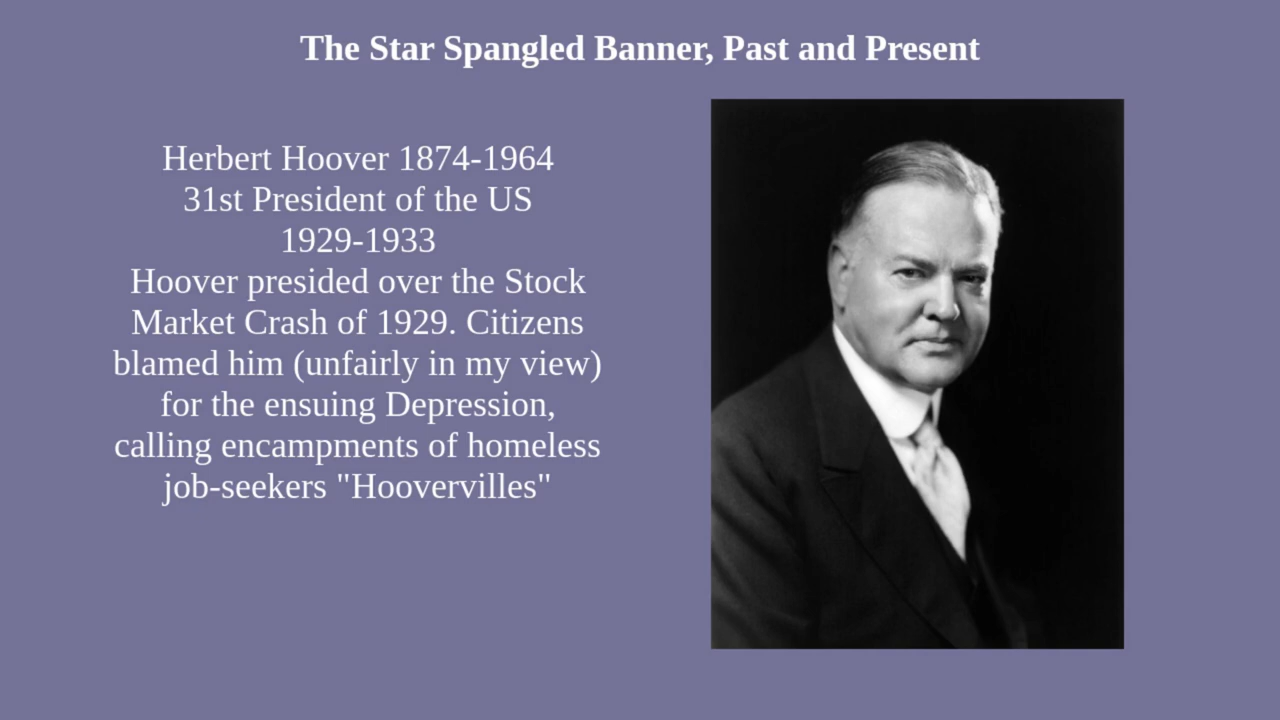 The Star Spangled Banner, Past and Present
Herbert Hoover 1874-1964
31st President of the US
1929-1933
Hoover presided over the Stock
Market Crash of 1929. Citizens
blamed him (unfairly in my view)
for the ensuing Depression,
calling encampments of homeless
job-seekers "Hoovervilles"